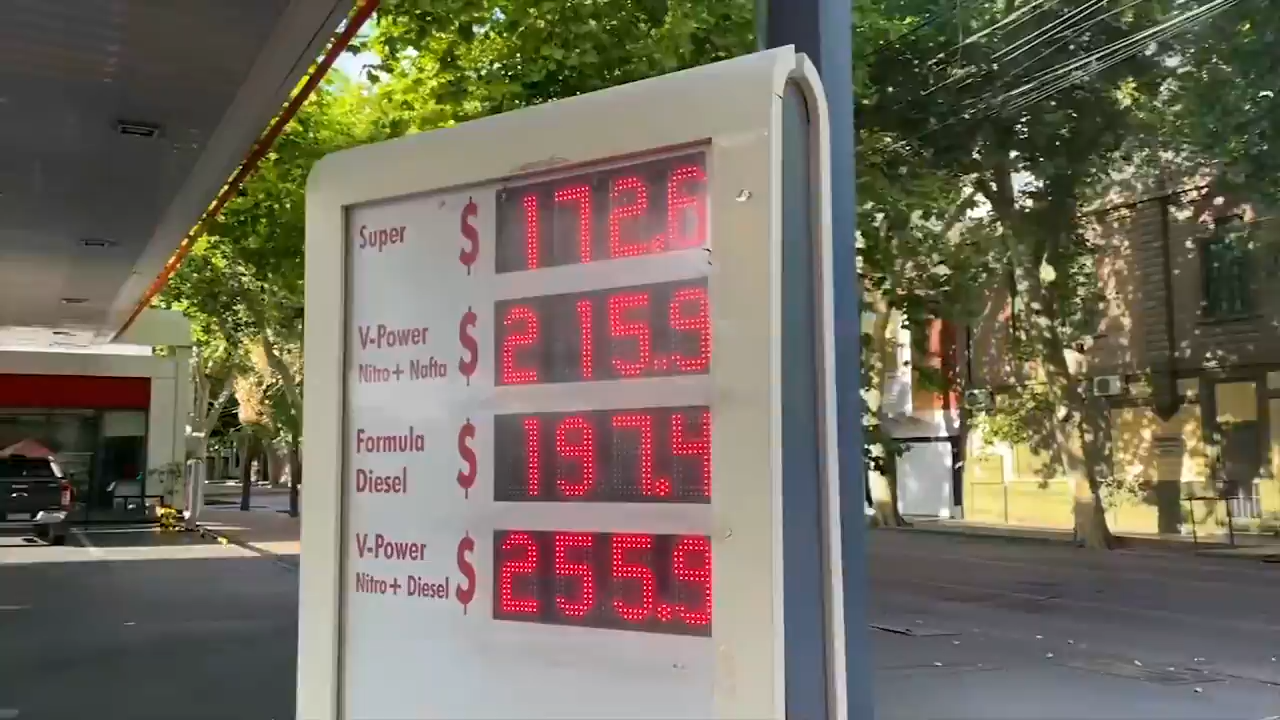 Super $ 172.6
V-Power $ 215.9
Nitro+ Nafta
Formula $ 197.4
Diesel
V-Power $ 255.9
Nitro+ Diesel